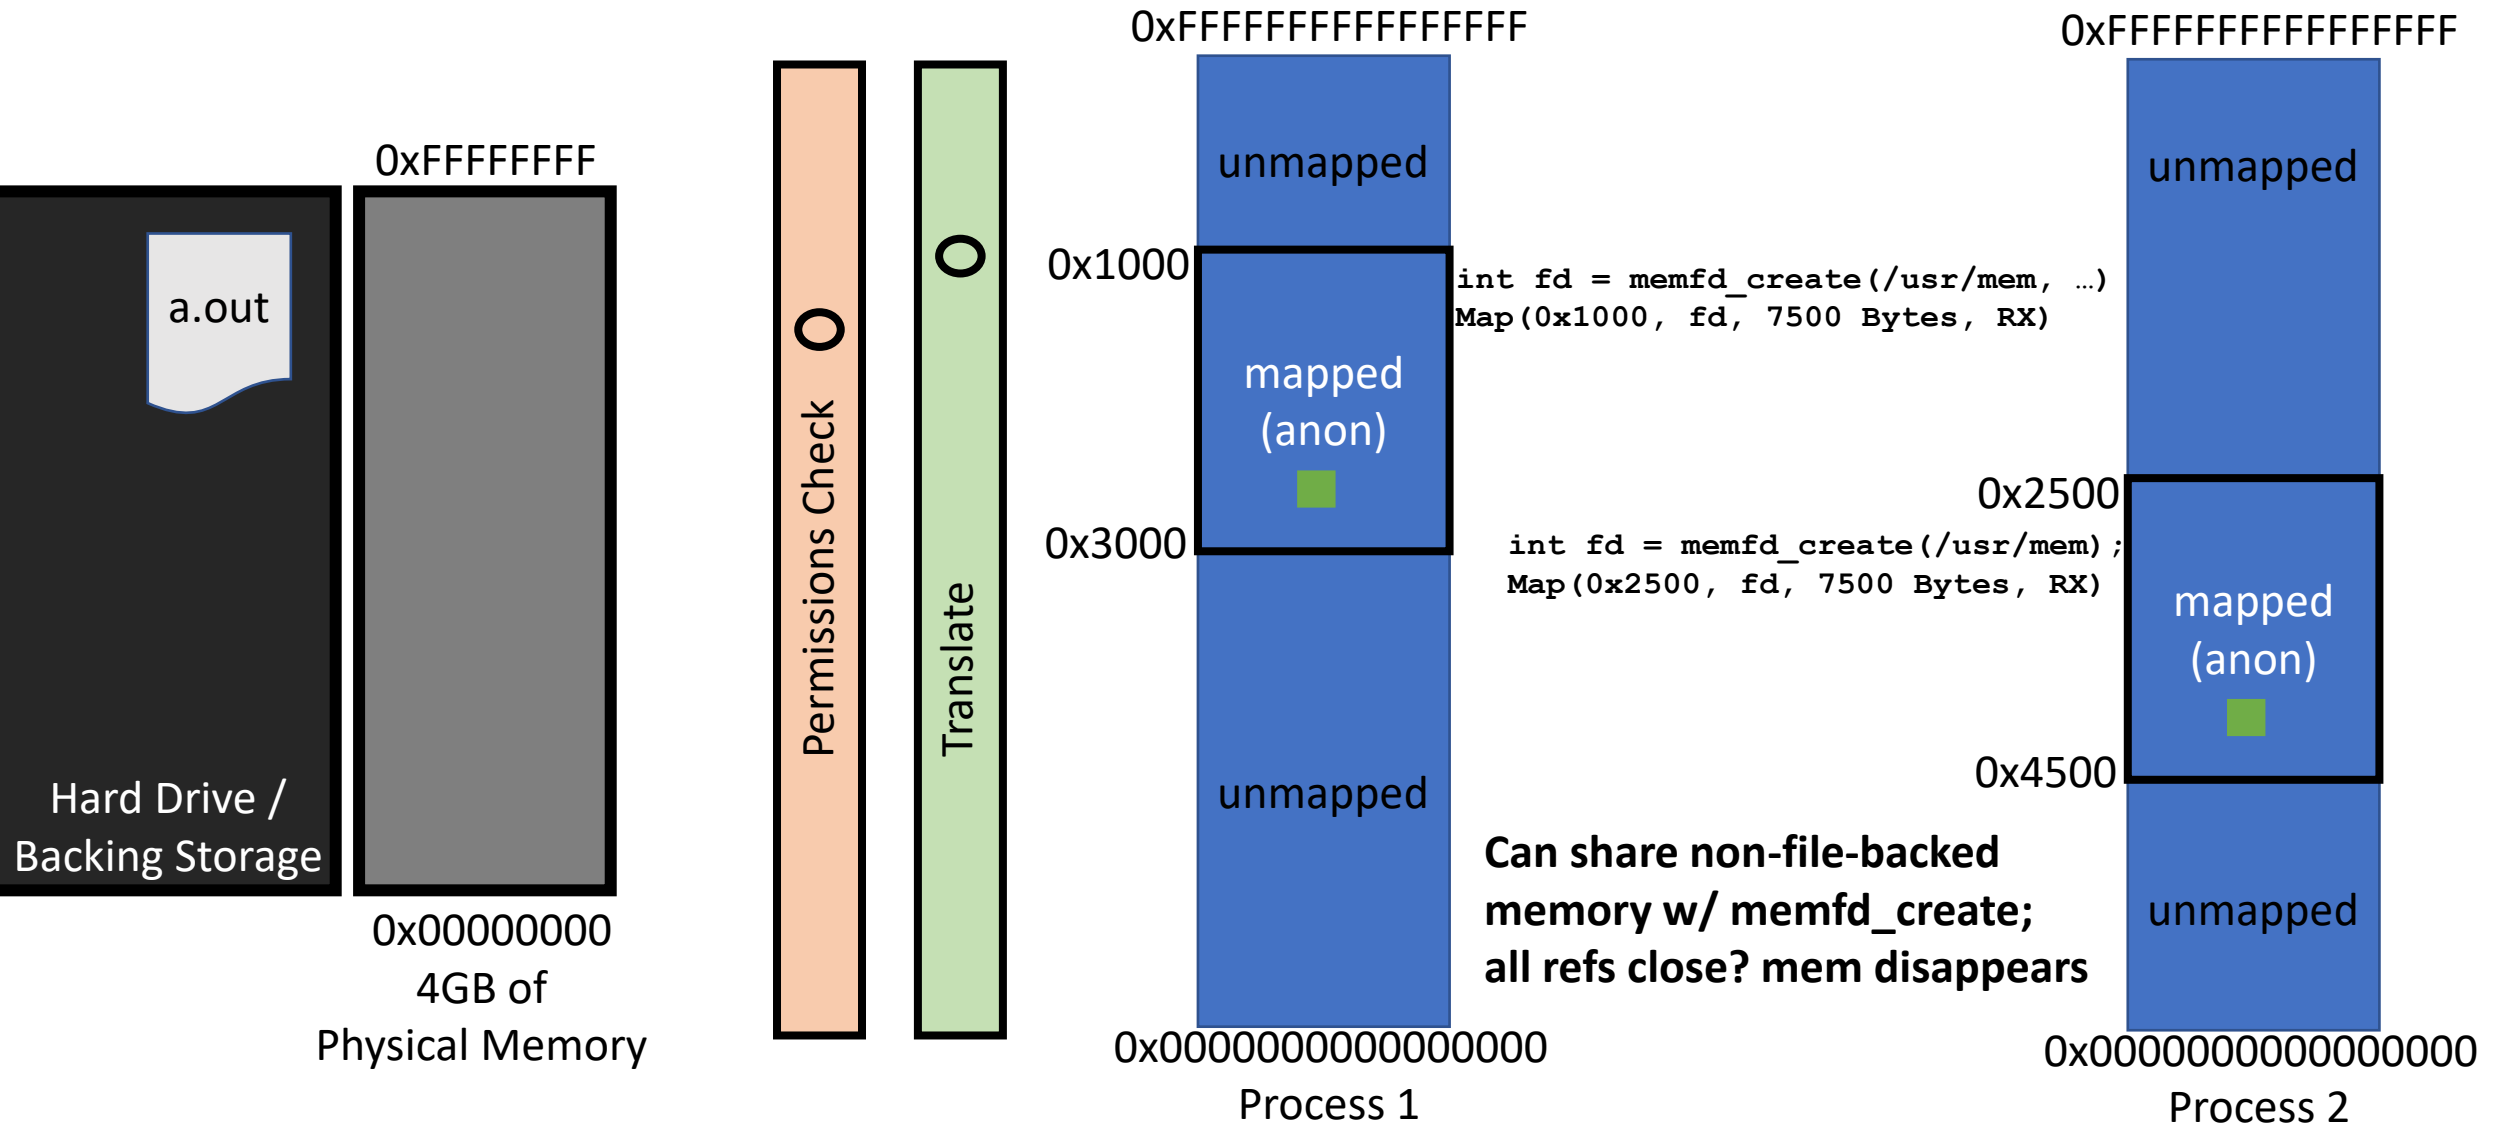 a.out
Hard Drive /
Backing Storage
0xFFFFFFFF
0x00000000
4GB of
Physical Memory
Permissions Check
Translate
0xFFFFFFFFFFFFFFFF
unmapped
0x1000
mapped
(anon)
0x3000
unmapped
0x0000000000000000
Process 1
int fd = memfd_create(/usr/mem, …)
Map(0x1000, fd, 7500 Bytes, RX)
int fd = memfd_create(/usr/mem);
Map(0x2500, fd, 7500 Bytes, RX)
Can share non-file-backed
memory w/ memfd_create;
all refs close? mem disappears
0xFFFFFFFFFFFFFFFF
unmapped
0x2500
mapped
(anon)
0x4500
unmapped
0x0000000000000000
Process 2